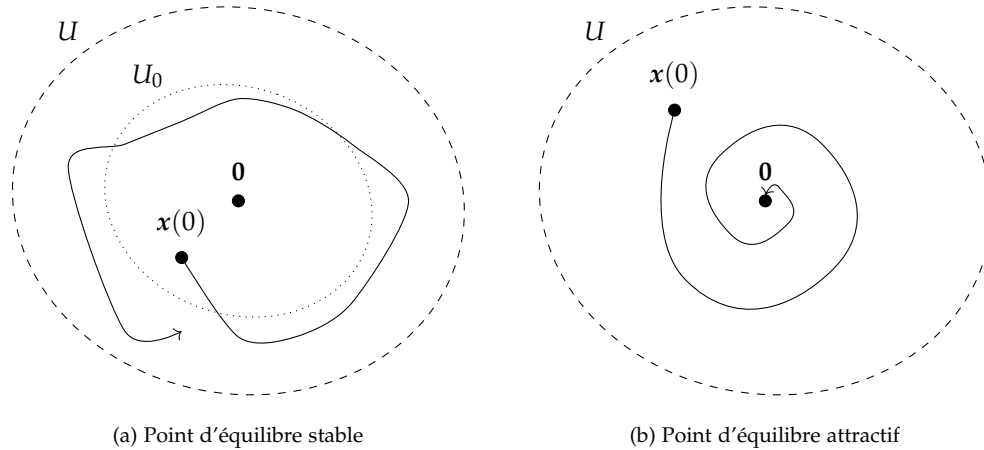 U
U
U₀
x(0)
0
0
x(0)
(a) Point d'équilibre stable
(b) Point d'équilibre attractif